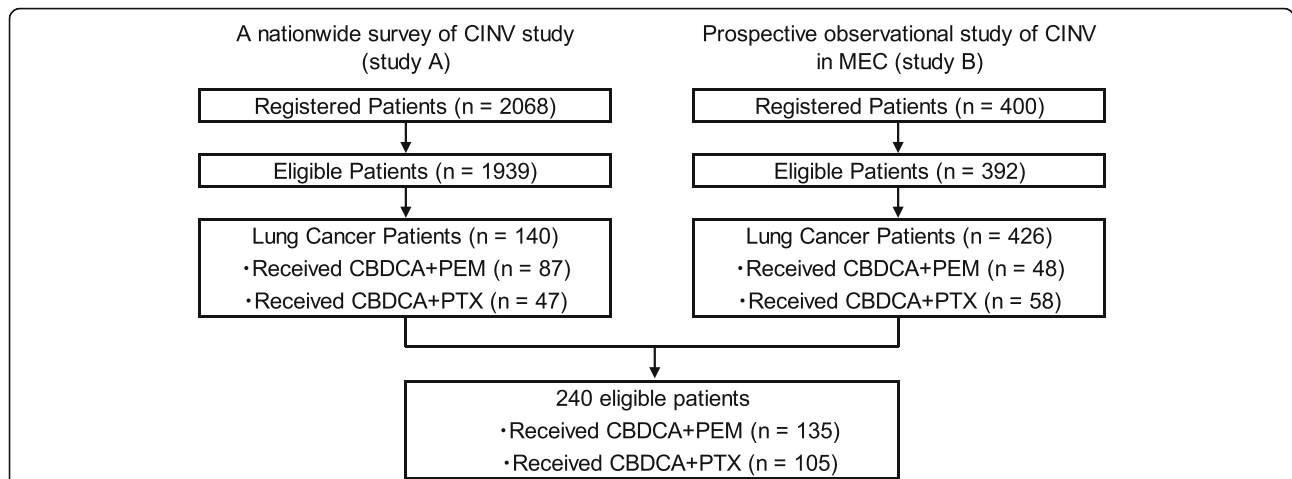 A nationwide survey of CINV study
(study A)
Registered Patients (n = 2068)
Eligible Patients (n = 1939)
Lung Cancer Patients (n = 140)
・Received CBDCA+PEM (n = 87)
・Received CBDCA+PTX (n = 47)
Prospective observational study of CINV
in MEC (study B)
Registered Patients (n = 400)
Eligible Patients (n = 392)
Lung Cancer Patients (n = 426)
・Received CBDCA+PEM (n = 48)
・Received CBDCA+PTX (n = 58)
240 eligible patients
・Received CBDCA+PEM (n = 135)
・Received CBDCA+PTX (n = 105)